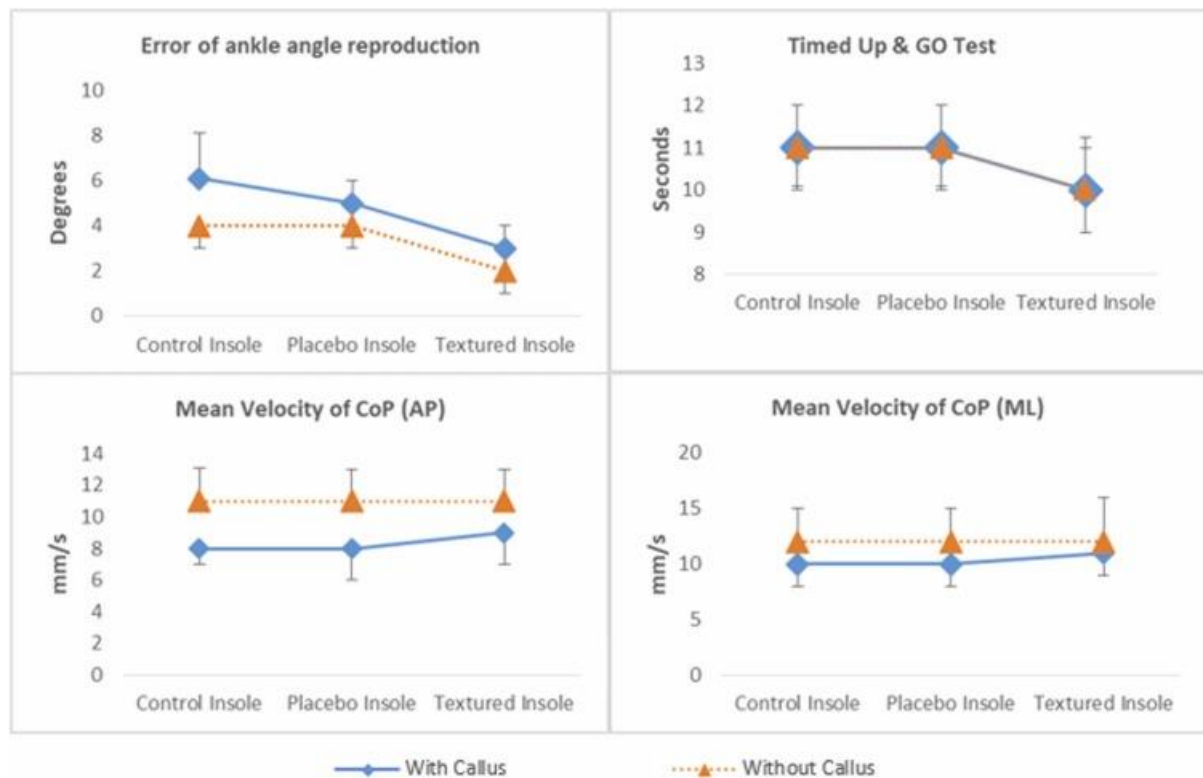 Error of ankle angle reproduction
Degrees
10
8
6
4
2
0
Control Insole Placebo Insole Textured Insole
Timed Up & GO Test
Seconds
13
12
11
10
9
8
Control Insole Placebo Insole Textured Insole
Mean Velocity of CoP (AP)
mm/s
14
12
10
8
6
4
2
0
Control Insole Placebo Insole Textured Insole
Mean Velocity of CoP (ML)
mm/s
20
15
10
5
0
Control Insole Placebo Insole Textured Insole
With Callus Without Callus